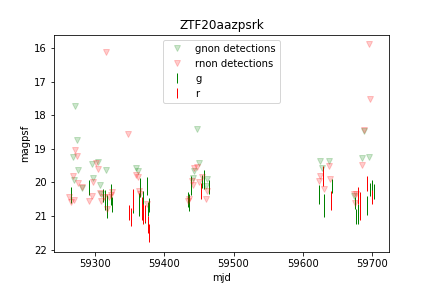 ZTF20aazpsrk
gnon detections
rnon detections
g
r
magpsf
16
17
18
19
20
21
22
59300
59400
59500
59600
59700
mjd